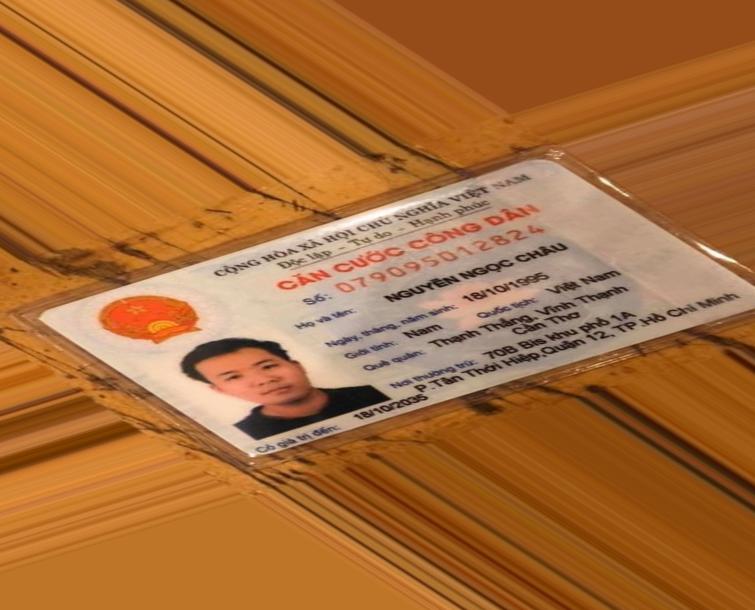 CỘNG HÒA XÃ HỘI CHỦ NGHĨA VIỆT NAM
Độc lập - Tự do - Hạnh phúc
CĂN CƯỚC CÔNG DÂN
Số: 079095012824
Họ và tên: NGUYỄN NGỌC CHÂU
Ngày, tháng, năm sinh: 18/10/1995
Giới tính: Nam Quốc tịch: Việt Nam
Quê quán: Thạnh Thắng, Vĩnh Thạnh
Cần Thơ
Nơi thường trú: 70B Bis khu phố 1A
P Tân Thới Hiệp,Quận 12, TP.Hồ Chí Minh
Có giá trị đến: 18/10/2035